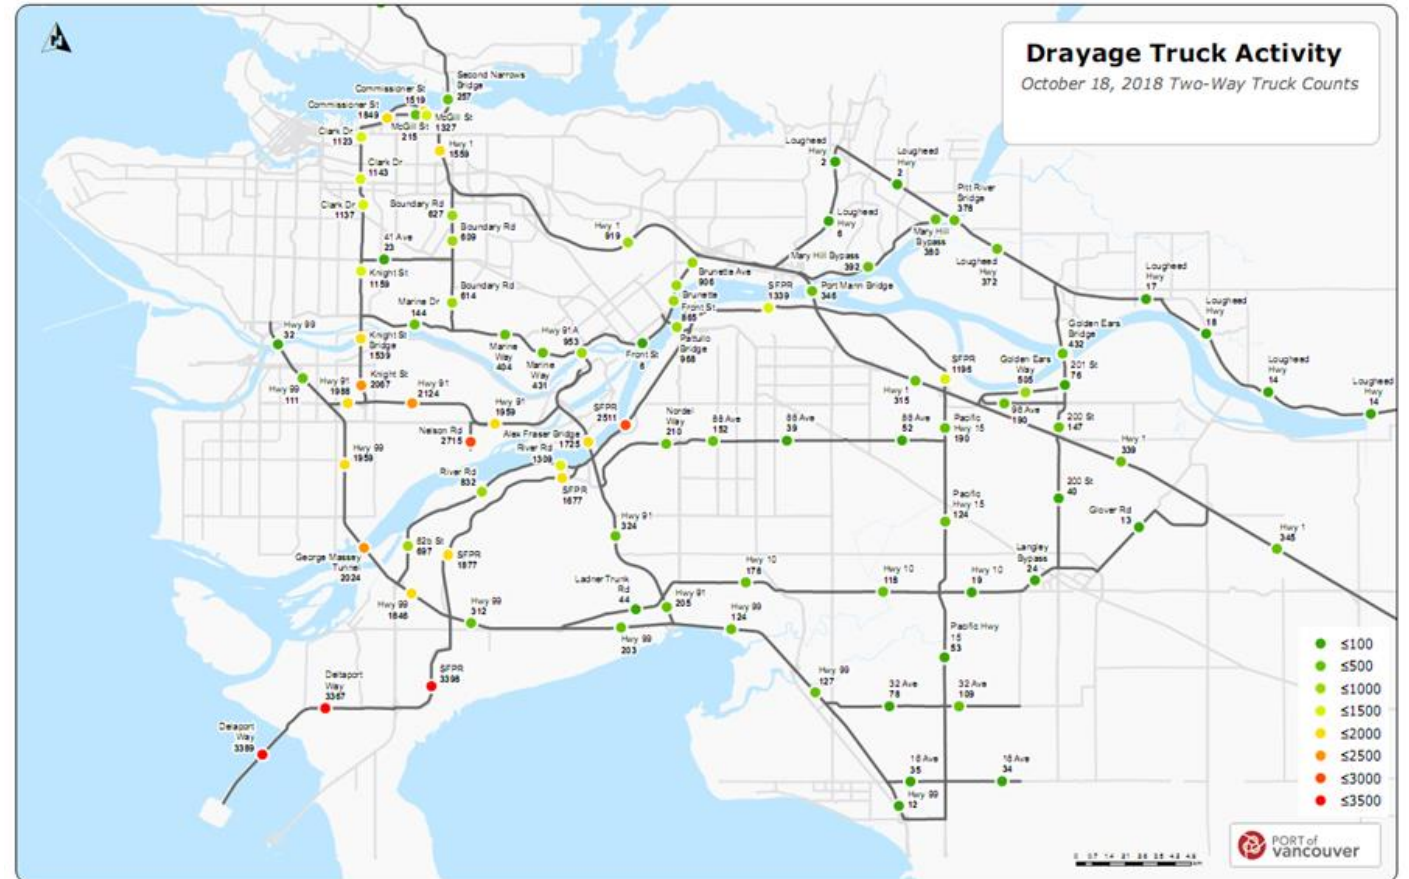 Drayage Truck Activity
October 18, 2018 Two-Way Truck Counts
Second Narrows
Bridge
257
Commissioner St
1519
Commissioner St
1849
McGill St
215
McGill St
1327
Clark Dr
1123
Hwy 1
1559
Clark Dr
1143
Clark Dr
1137
Boundary Rd
627
Boundary Rd
609
41 Ave
23
Knight St
1159
Boundary Rd
614
Marine Dr
144
Hwy 1
919
Lougheed
Hwy
2
Lougheed
Hwy
2
Lougheed
Hwy
6
Pitt River
Bridge
378
Mary Hill
Bypass
380
Mary Hill Bypass
392
Lougheed
Hwy
372
Lougheed
Hwy
17
Lougheed
Hwy
18
Lougheed
Hwy
14
Lougheed
Hwy
14
Brunette Ave
906
Brunette
Front St
865
Pattullo
Bridge
968
SFPR
1339
Port Mann Bridge
346
Golden Ears
Bridge
432
Golden Ears
Way
595
201 St
76
96 Ave
190
200 St
147
SFPR
1196
Hwy 1
315
Hwy 99
32
Knight St
Bridge
1539
Hwy 91A
953
Marine
Way
404
Marine
Way
431
Front St
6
Hwy 99
111
Hwy 91
1986
Knight St
2067
Hwy 91
2124
Hwy 91
1959
Nelson Rd
2715
SFPR
2511
Alex Fraser Bridge
1725
Nordel
Way
210
88 Ave
152
88 Ave
39
88 Ave
52
Pacific
Hwy 15
190
Hwy 1
339
Hwy 99
1959
River Rd
832
River Rd
1309
SFPR
1677
Pacific
Hwy 15
124
200 St
40
Glover Rd
13
Hwy 1
345
Hwy 91
324
George Massey
Tunnel
2024
62b St
697
SFPR
1877
Hwy 99
1646
Hwy 99
312
Ladner Trunk
Rd
44
Hwy 91
205
Hwy 10
178
Hwy 10
118
Hwy 10
19
Langley
Bypass
24
Hwy 99
203
Hwy 99
124
Pacific Hwy
15
53
Deltaport
Way
3367
SFPR
3398
Deltaport
Way
3389
Hwy 99
127
32 Ave
78
32 Ave
109
16 Ave
35
16 Ave
34
Hwy 99
12
≤100
≤500
≤1000
≤1500
≤2000
≤2500
≤3000
≤3500
PORT of
vancouver